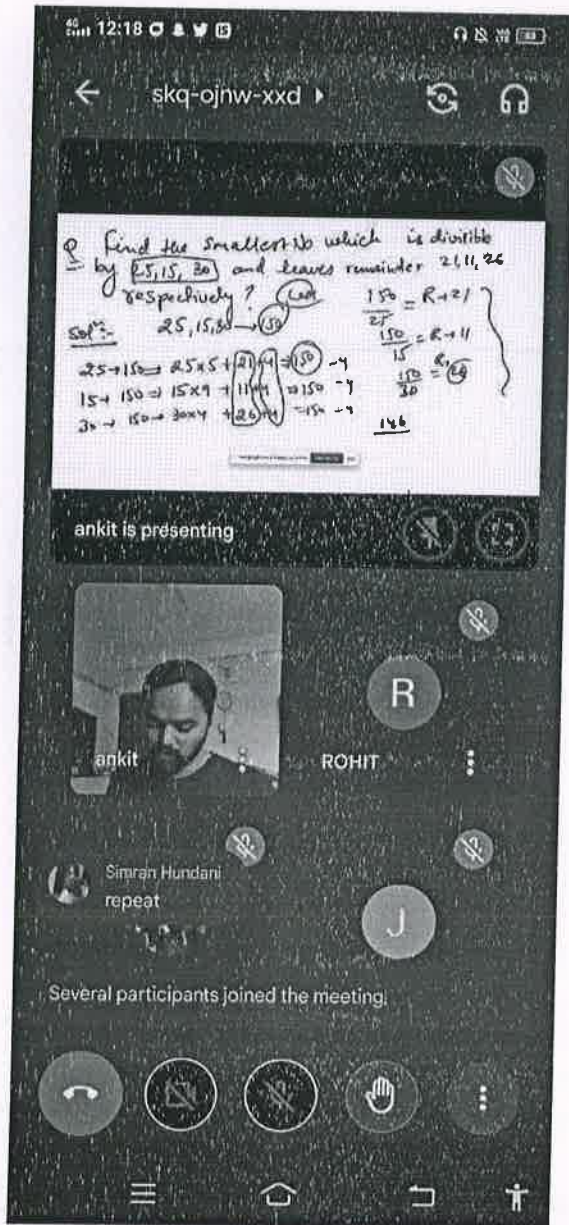 4G 12:18
skq-ojnw-xxd
Q Find the smallest No which is divisible
by 25, 15, 30 and leaves remainder 21, 11, 26
respectively?
Solⁿ:- 25, 15, 30 → 150
25 → 150 ⇒ 25×5 + 21 + 4 ⇒ 150 -4
15 → 150 ⇒ 15×9 + 11 + 4 ⇒ 150 -4
30 → 150 → 30×4 + 26 + 4 = 150 -4
150/25 = R → 21
150/15 = R → 11
150/30 =
146
ankit is presenting
ankit
R
ROHIT
Simran Hundani
repeat
J
Several participants joined the meeting.